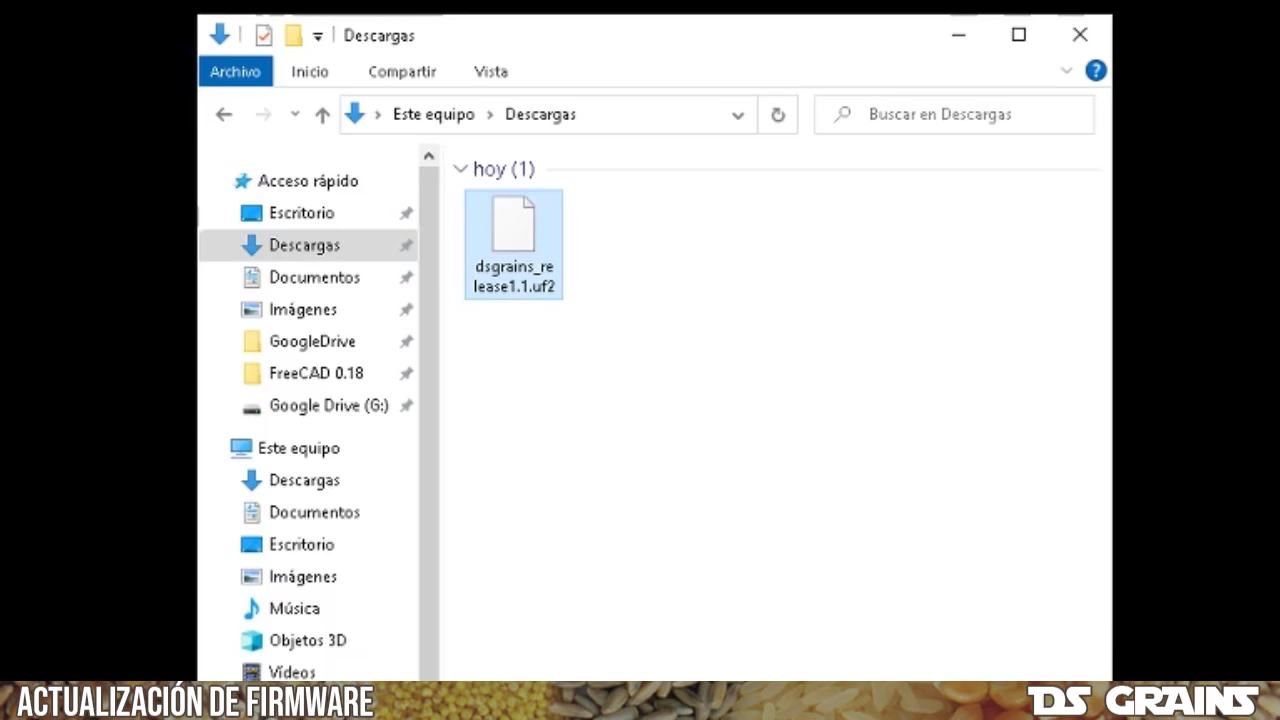 Descargas
Archivo Inicio Compartir Vista
Este equipo Descargas
Buscar en Descargas
Acceso rápido
Escritorio
Descargas
Documentos
Imágenes
GoogleDrive
FreeCAD 0.18
Google Drive (G:)
Este equipo
Descargas
Documentos
Escritorio
Imágenes
Música
Objetos 3D
Vídeos
hoy (1)
dsgrains_re
lease1.1.uf2
ACTUALIZACIÓN DE FIRMWARE
DS GRAINS